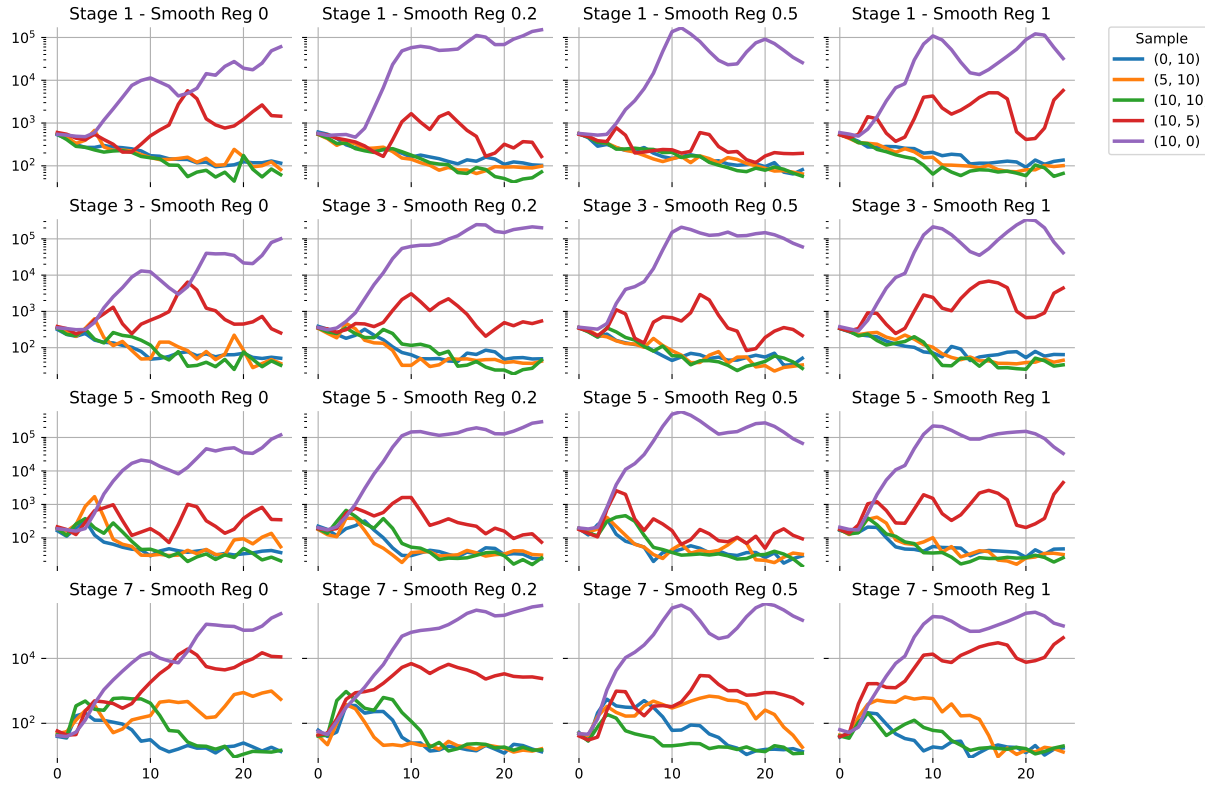 Stage 1 - Smooth Reg 0
Stage 1 - Smooth Reg 0.2
Stage 1 - Smooth Reg 0.5
Stage 1 - Smooth Reg 1
10⁵
10⁴
10³
10²
Sample
(0, 10)
(5, 10)
(10, 10
(10, 5)
(10, 0)
Stage 3 - Smooth Reg 0
Stage 3 - Smooth Reg 0.2
Stage 3 - Smooth Reg 0.5
Stage 3 - Smooth Reg 1
10⁵
10⁴
10³
10²
Stage 5 - Smooth Reg 0
Stage 5 - Smooth Reg 0.2
Stage 5 - Smooth Reg 0.5
Stage 5 - Smooth Reg 1
10⁵
10⁴
10³
10²
Stage 7 - Smooth Reg 0
Stage 7 - Smooth Reg 0.2
Stage 7 - Smooth Reg 0.5
Stage 7 - Smooth Reg 1
10⁴
10²
0 10 20 0 10 20 0 10 20 0 10 20